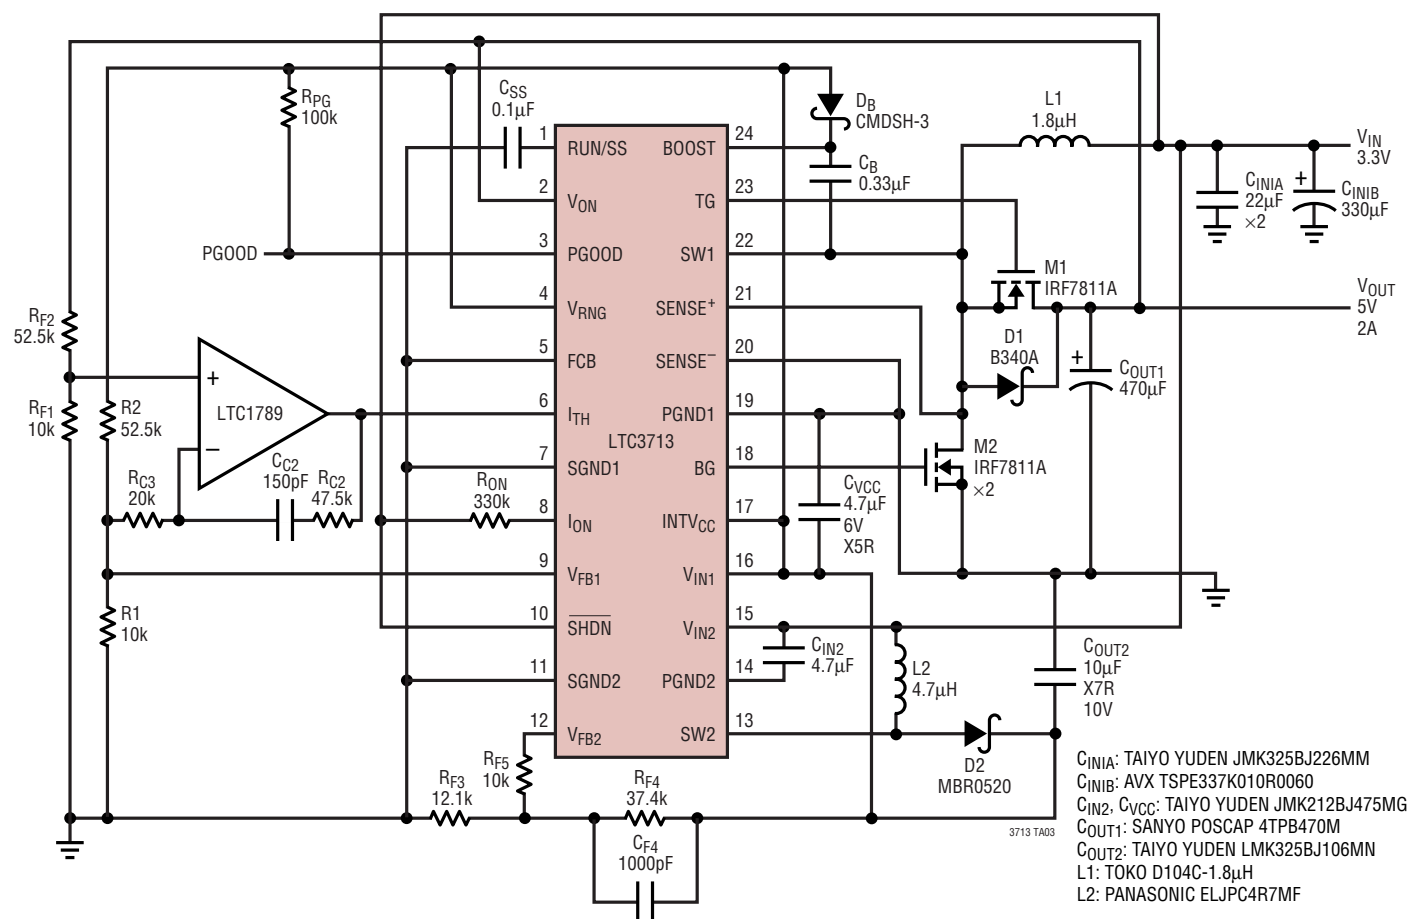 CSS
0.1µF
RPG
100k
DB
CMDSH-3
L1
1.8µH
VIN
3.3V
CB
0.33µF
CINIA
22µF
×2
+
CINIB
330µF
1
RUN/SS
BOOST
24
2
VON
TG
23
PGOOD
3
PGOOD
SW1
22
4
VRNG
SENSE+
21
5
FCB
SENSE–
20
6
ITH
PGND1
19
LTC3713
7
SGND1
BG
18
8
ION
INTVCC
17
9
VFB1
VIN1
16
10
SHDN
VIN2
15
11
SGND2
PGND2
14
12
VFB2
SW2
13
M1
IRF7811A
VOUT
5V
2A
D1
B340A
+
COUT1
470µF
M2
IRF7811A
×2
RF2
52.5k
RF1
10k
R2
52.5k
+
LTC1789
–
CC2
150pF
RC2
47.5k
RC3
20k
RON
330k
CVCC
4.7µF
6V
X5R
R1
10k
CIN2
4.7µF
L2
4.7µH
COUT2
10µF
X7R
10V
D2
MBR0520
RF5
10k
RF3
12.1k
RF4
37.4k
CF4
1000pF
3713 TA03
CINIA: TAIYO YUDEN JMK325BJ226MM
CINIB: AVX TSPE337K010R0060
CIN2, CVCC: TAIYO YUDEN JMK212BJ475MG
COUT1: SANYO POSCAP 4TPB470M
COUT2: TAIYO YUDEN LMK325BJ106MN
L1: TOKO D104C-1.8µH
L2: PANASONIC ELJPC4R7MF